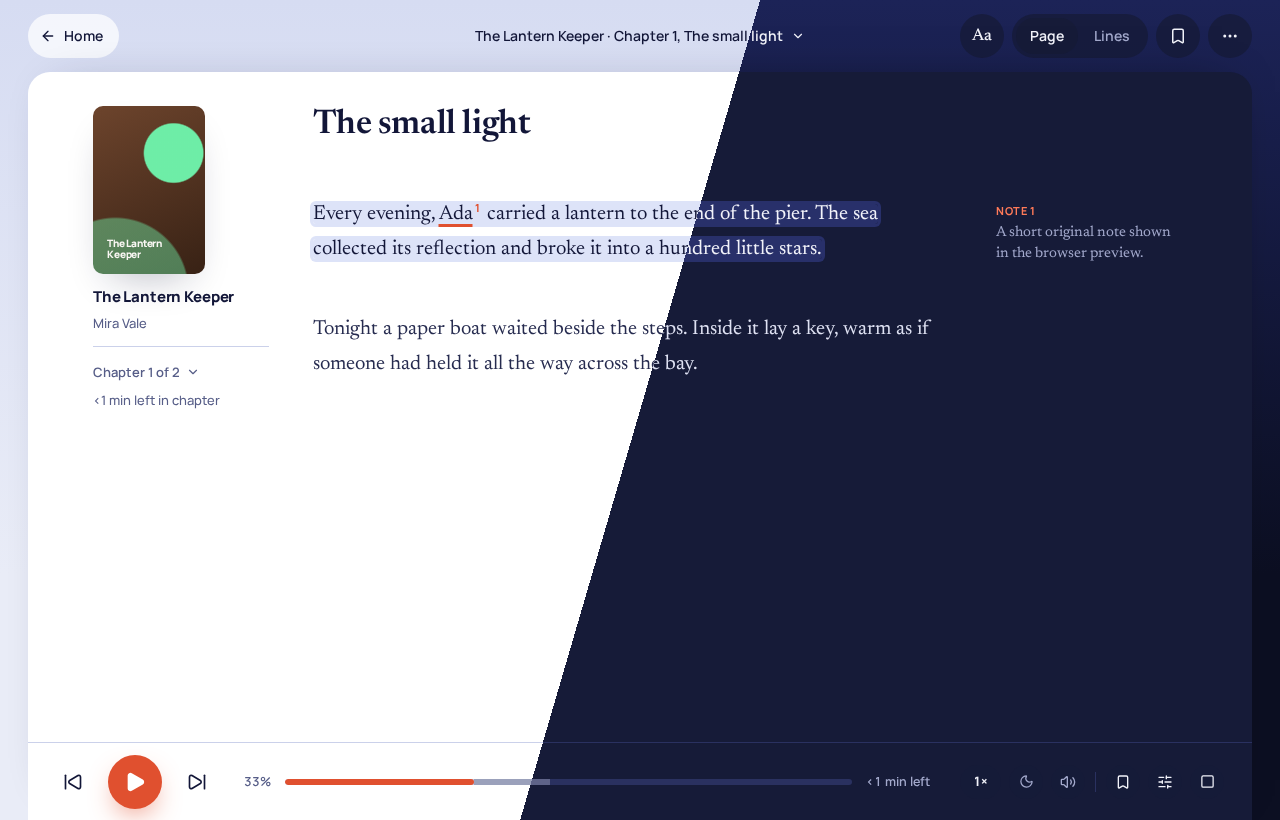 Home
The Lantern Keeper · Chapter 1, The small light
Aa
Page
Lines
The Lantern
Keeper
The Lantern Keeper
Mira Vale
Chapter 1 of 2
<1 min left in chapter
The small light
Every evening, Ada1 carried a lantern to the end of the pier. The sea
collected its reflection and broke it into a hundred little stars.
Tonight a paper boat waited beside the steps. Inside it lay a key, warm as if
someone had held it all the way across the bay.
NOTE 1
A short original note shown
in the browser preview.
33%
<1 min left
1×